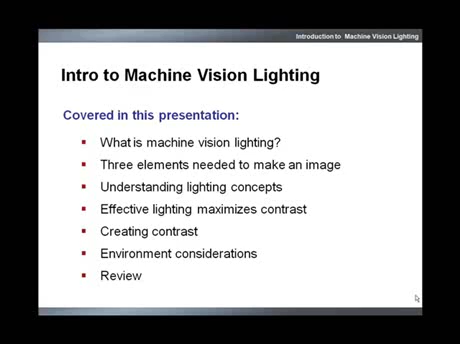 Introduction to Machine Vision Lighting
Intro to Machine Vision Lighting
Covered in this presentation:
What is machine vision lighting?
Three elements needed to make an image
Understanding lighting concepts
Effective lighting maximizes contrast
Creating contrast
Environment considerations
Review